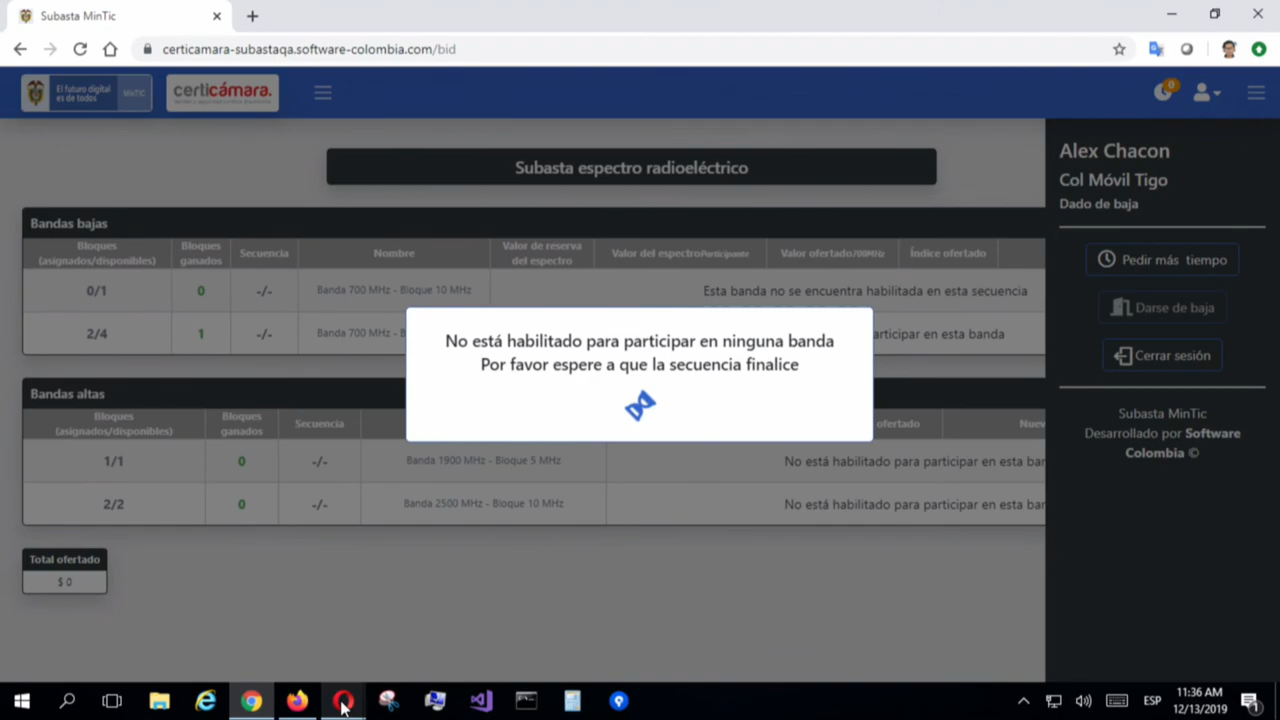 Subasta MinTic
certicamara-subastaqa.software-colombia.com/bid
El futuro digital
es de todos
MinTIC
certicámara.
0
Subasta espectro radioeléctrico
Alex Chacon
Col Móvil Tigo
Dado de baja
Pedir más tiempo
Darse de baja
Cerrar sesión
Subasta MinTic
Desarrollado por Software
Colombia ©
Bandas bajas
Bloques
(asignados/disponibles)
Bloques
ganados
Secuencia
Nombre
Valor de reserva
del espectro
Valor del espectroParticipante
Valor ofertado700MHz
Índice ofertado
0/1
0
-/-
Banda 700 MHz - Bloque 10 MHz
Esta banda no se encuentra habilitada en esta secuencia
2/4
1
-/-
Banda 700 MHz - B
articipar en esta banda
No está habilitado para participar en ninguna banda
Por favor espere a que la secuencia finalice
Bandas altas
Bloques
(asignados/disponibles)
Bloques
ganados
Secuencia
ofertado
Nuev
1/1
0
-/-
Banda 1900 MHz - Bloque 5 MHz
No está habilitado para participar en esta ban
2/2
0
-/-
Banda 2500 MHz - Bloque 10 MHz
No está habilitado para participar en esta ban
Total ofertado
$ 0
ESP
11:36 AM
12/13/2019
1